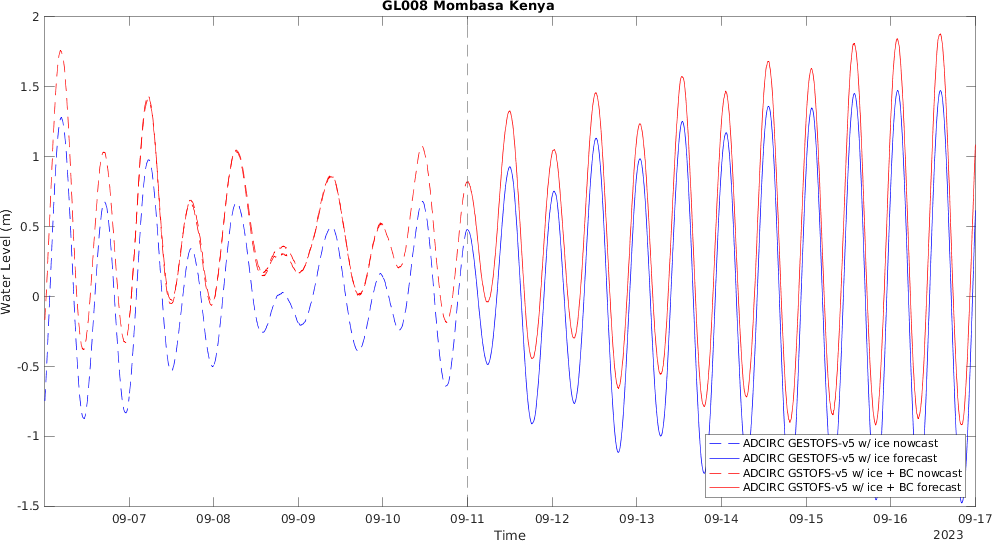 GL008 Mombasa Kenya
Water Level (m)
2
1.5
1
0.5
0
-0.5
-1
-1.5
ADCIRC GESTOFS-v5 w/ ice nowcast
ADCIRC GESTOFS-v5 w/ ice forecast
ADCIRC GSTOFS-v5 w/ ice + BC nowcast
ADCIRC GSTOFS-v5 w/ ice + BC forecast
09-07 09-08 09-09 09-10 09-11 09-12 09-13 09-14 09-15 09-16 09-17
Time
2023